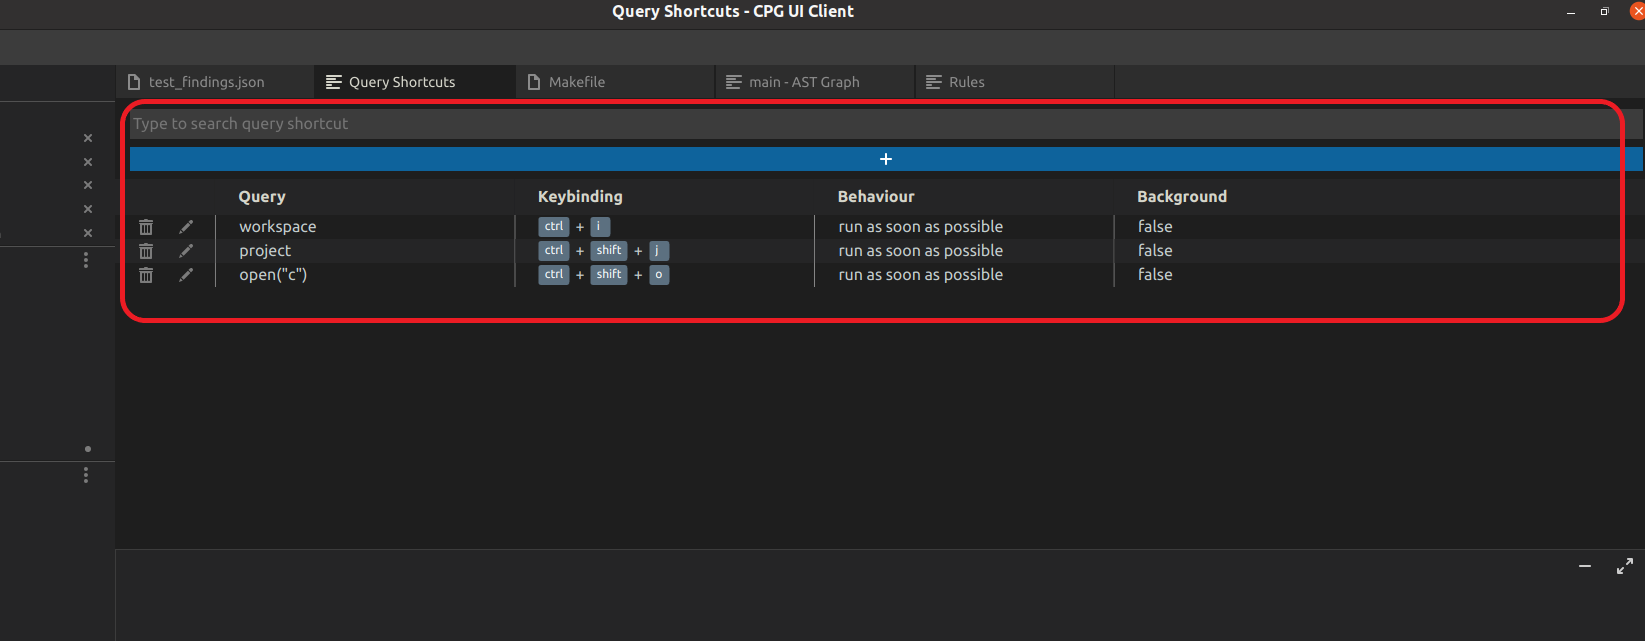 Query Shortcuts - CPG UI Client
test_findings.json Query Shortcuts Makefile main - AST Graph Rules
Type to search query shortcut
+
Query Keybinding Behaviour Background
workspace ctrl + i run as soon as possible false
project ctrl + shift + j run as soon as possible false
open("c") ctrl + shift + o run as soon as possible false